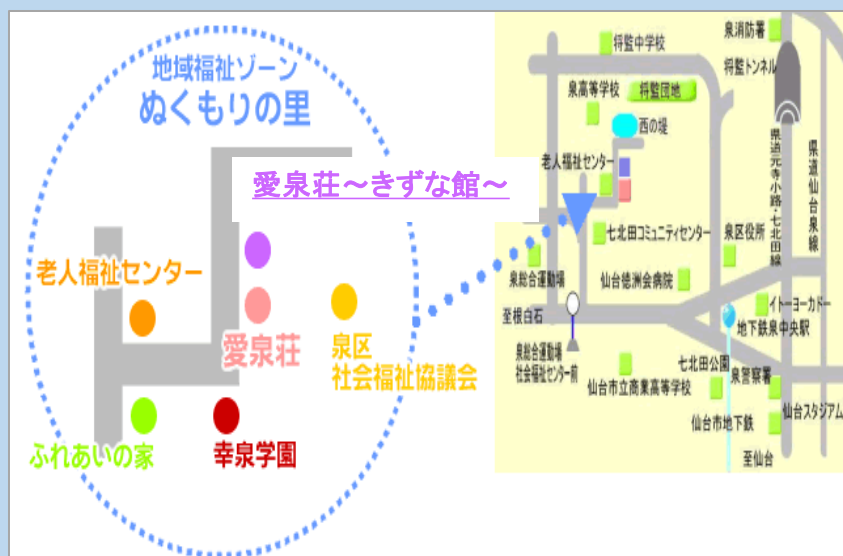 地域福祉ゾーン
ぬくもりの里
愛泉荘～きずな館～
老人福祉センター
愛泉荘
泉区
社会福祉協議会
ふれあいの家
幸泉学園
将監中学校
泉消防署
将監トンネル
泉高等学校
将監団地
西の堤
老人福祉センター
県道元寺小路・七北田線
県道仙台泉線
七北田コミュニティセンター
泉区役所
泉総合運動場
仙台徳洲会病院
イトーヨーカドー
至根白石
地下鉄泉中央駅
泉総合運動場
社会福祉センター前
七北田公園
泉警察署
仙台市立商業高等学校
仙台スタジアム
仙台市地下鉄
至仙台